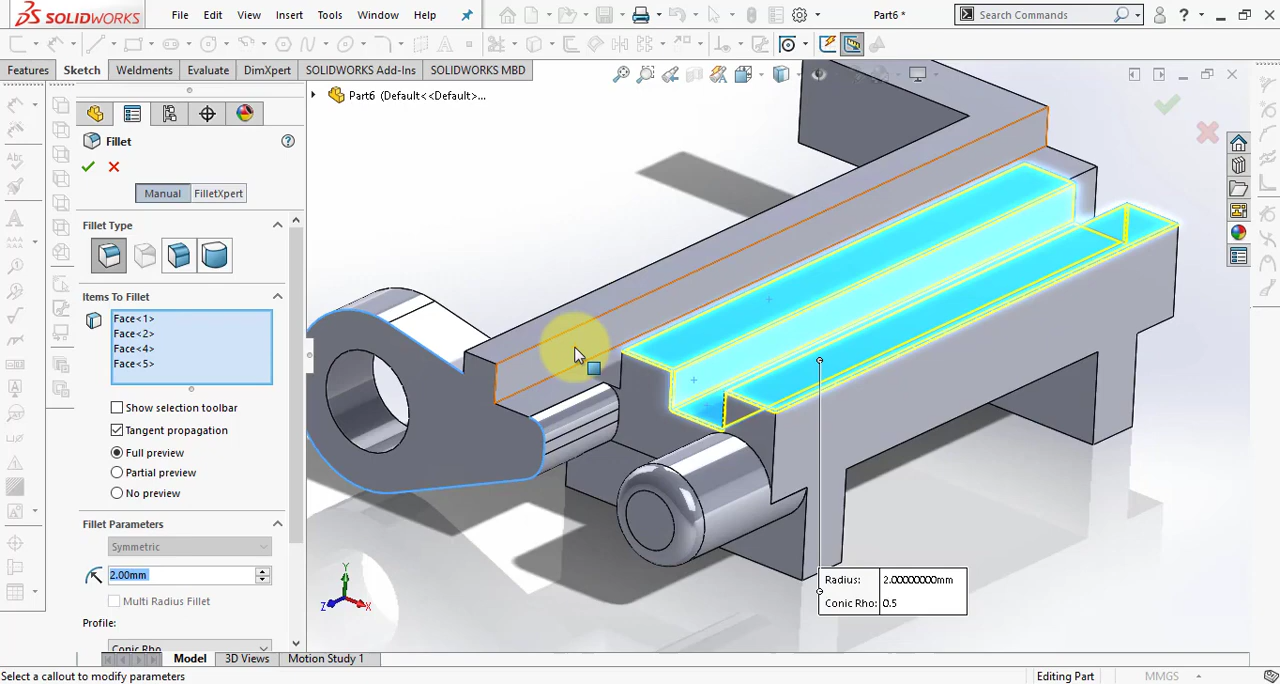 SOLIDWORKS
File Edit View Insert Tools Window Help
Part6 *
Search Commands
?
Features Sketch Weldments Evaluate DimXpert SOLIDWORKS Add-Ins SOLIDWORKS MBD
Part6 (Default<<Default>...
Fillet
Manual FilletXpert
Fillet Type
Items To Fillet
Face<1>
Face<2>
Face<4>
Face<5>
Show selection toolbar
Tangent propagation
Full preview
Partial preview
No preview
Fillet Parameters
Symmetric
2.00mm
Multi Radius Fillet
Profile:
Conic Rho
Radius: 2.00000000mm
Conic Rho: 0.5
Y
Z X
Model 3D Views Motion Study 1
Select a callout to modify parameters
Editing Part
MMGS